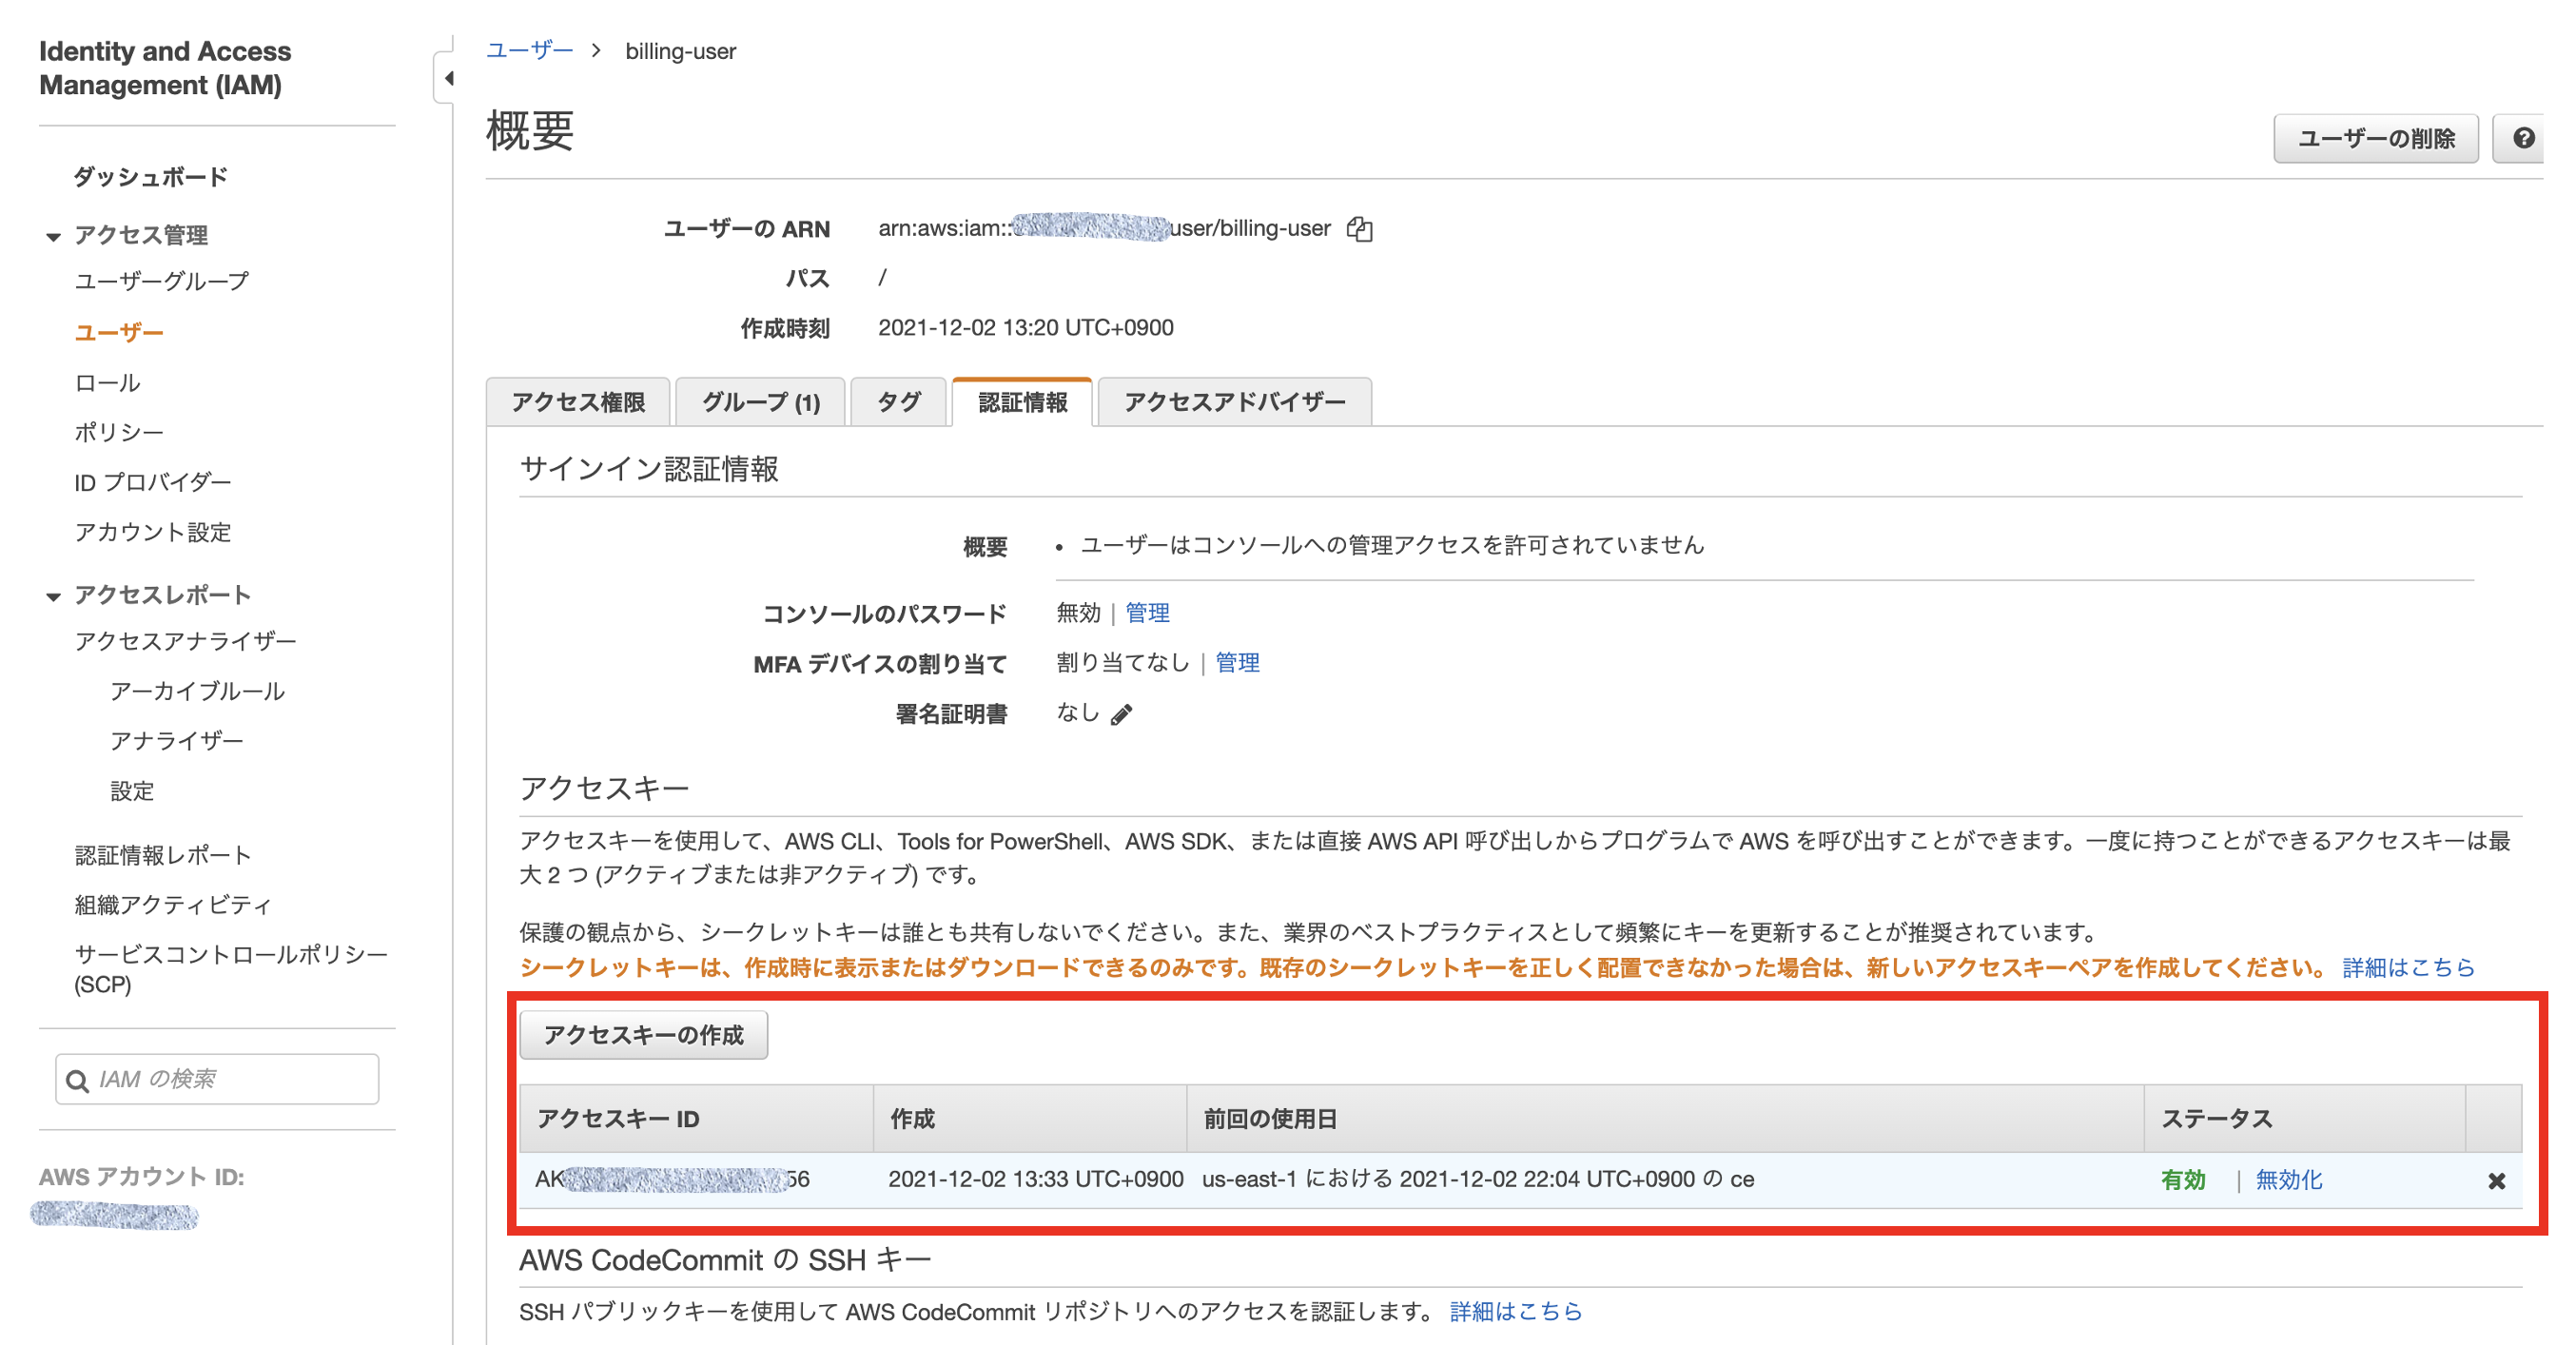 Identity and Access
Management (IAM)
ダッシュボード
アクセス管理
ユーザーグループ
ユーザー
ロール
ポリシー
ID プロバイダー
アカウント設定
アクセスレポート
アクセスアナライザー
アーカイブルール
アナライザー
設定
認証情報レポート
組織アクティビティ
サービスコントロールポリシー
(SCP)
IAM の検索
AWS アカウント ID:
ユーザー > billing-user
概要
ユーザーの削除
ユーザーの ARN arn:aws:iam:: user/billing-user
パス /
作成時刻 2021-12-02 13:20 UTC+0900
アクセス権限 グループ (1) タグ 認証情報 アクセスアドバイザー
サインイン認証情報
概要 • ユーザーはコンソールへの管理アクセスを許可されていません
コンソールのパスワード 無効 | 管理
MFA デバイスの割り当て 割り当てなし | 管理
署名証明書 なし
アクセスキー
アクセスキーを使用して、AWS CLI、Tools for PowerShell、AWS SDK、または直接 AWS API 呼び出しからプログラムで AWS を呼び出すことができます。一度に持つことができるアクセスキーは最
大 2 つ (アクティブまたは非アクティブ) です。
保護の観点から、シークレットキーは誰とも共有しないでください。また、業界のベストプラクティスとして頻繁にキーを更新することが推奨されています。
シークレットキーは、作成時に表示またはダウンロードできるのみです。既存のシークレットキーを正しく配置できなかった場合は、新しいアクセスキーペアを作成してください。 詳細はこちら
アクセスキーの作成
アクセスキー ID 作成 前回の使用日 ステータス
AK 56 2021-12-02 13:33 UTC+0900 us-east-1 における 2021-12-02 22:04 UTC+0900 の ce 有効 | 無効化
AWS CodeCommit の SSH キー
SSH パブリックキーを使用して AWS CodeCommit リポジトリへのアクセスを認証します。 詳細はこちら